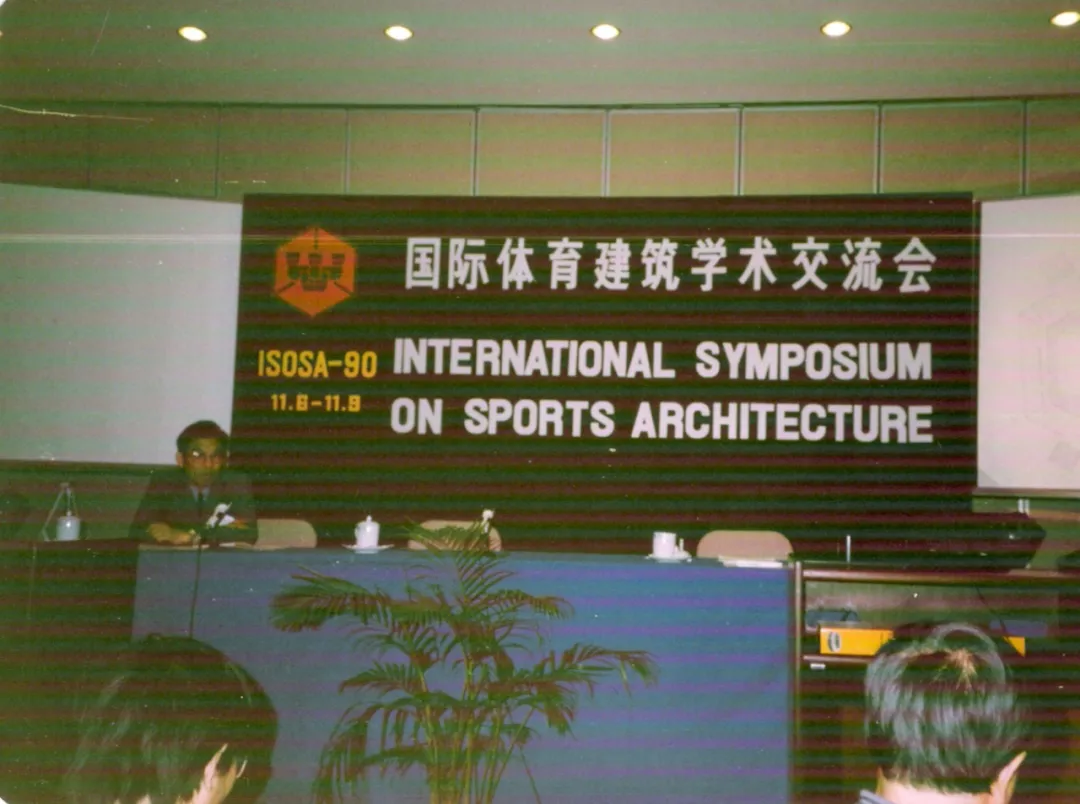 国际体育建筑学术交流会
ISOSA-90
INTERNATIONAL SYMPOSIUM
11.6-11.9
ON SPORTS ARCHITECTURE